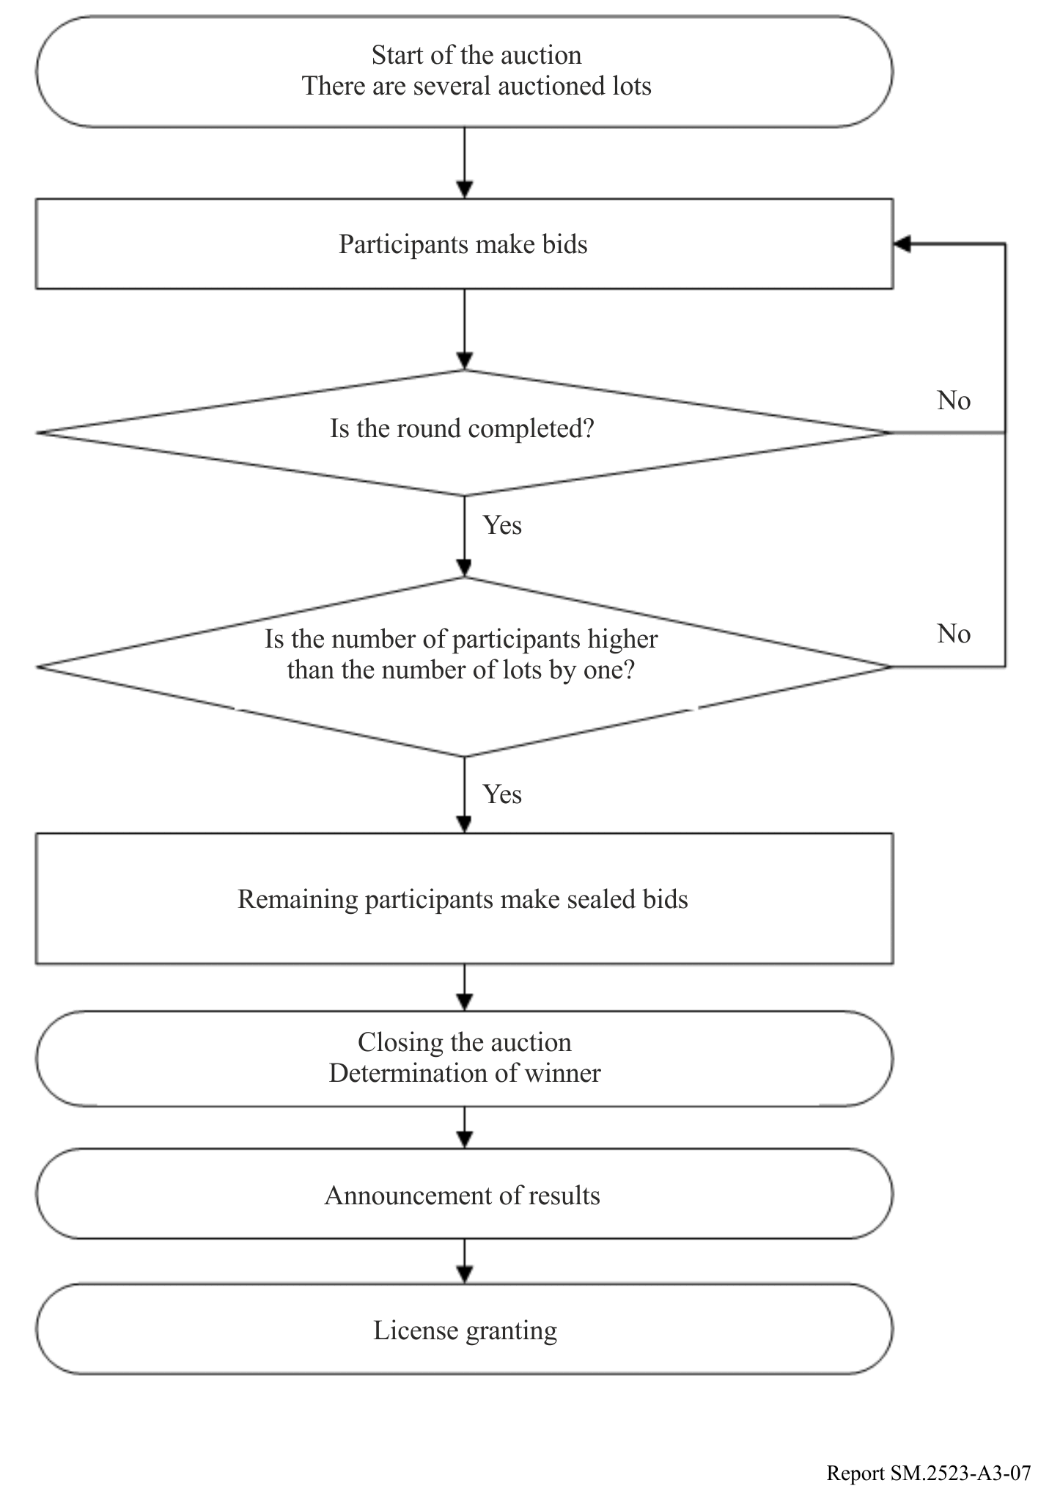 Start of the auction
There are several auctioned lots
Participants make bids
No
Is the round completed?
Yes
No
Is the number of participants higher
than the number of lots by one?
Yes
Remaining participants make sealed bids
Closing the auction
Determination of winner
Announcement of results
License granting
Report SM.2523-A3-07